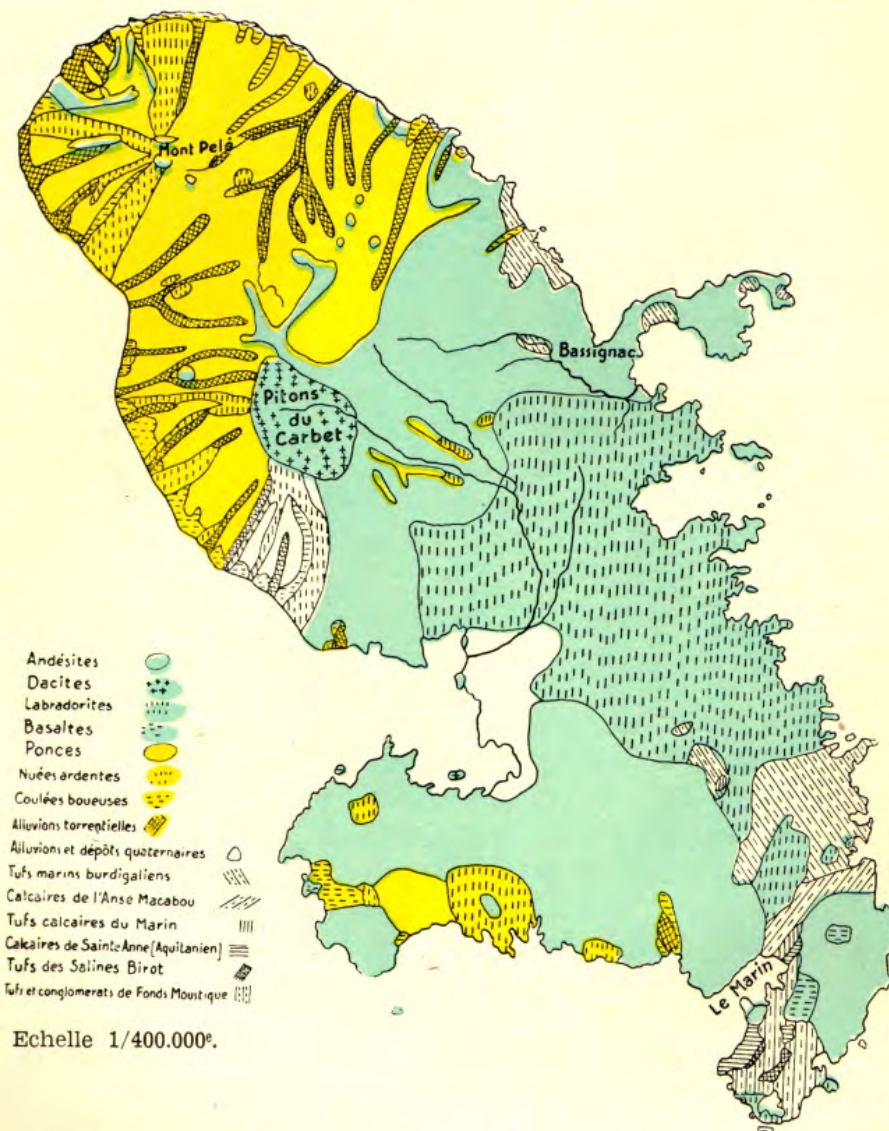 Mont Pelé
Bassignac
Pitons
du
Carbet
Andésites
Dacites
Labradorites
Basaltes
Ponces
Nuées ardentes
Coulées boueuses
Alluvions torrentielles
Alluvions et dépôts quaternaires
Tufs marins burdigaliens
Calcaires de l'Anse Macabou
Tufs calcaires du Marin
Calcaires de Sainte Anne (Aquitanien)
Tufs des Salines Birot
Tufs et conglomerats de Fonds Moustique
Le Marin
Echelle 1/400.000e.